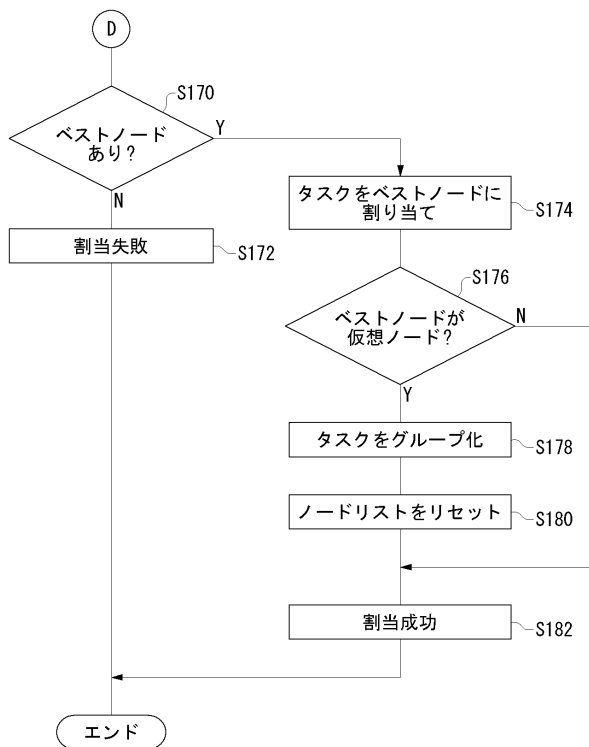 D
S170
ベストノード
あり?
Y
N
タスクをベストノードに
割り当て
S174
割当失敗
S172
S176
ベストノードが
仮想ノード?
N
Y
タスクをグループ化
S178
ノードリストをリセット
S180
割当成功
S182
エンド